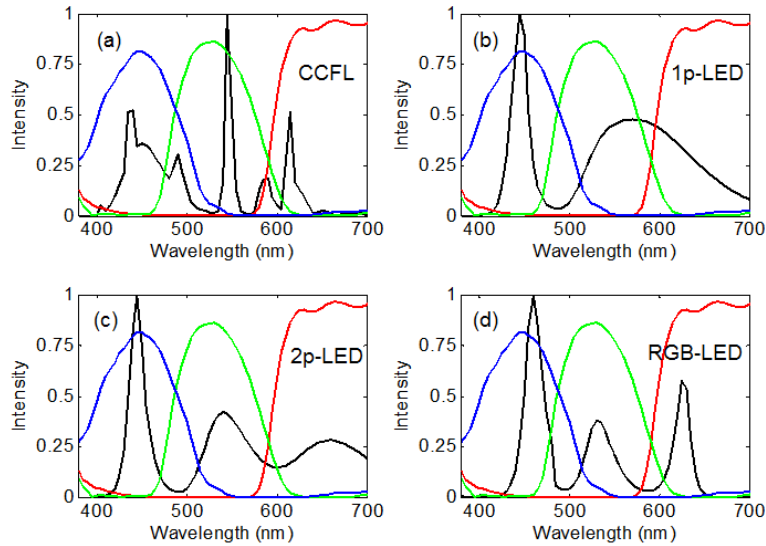 (a)
CCFL
1
0.75
0.5
0.25
0
Intensity
400 500 600 700
Wavelength (nm)
(b)
1p-LED
1
0.75
0.5
0.25
0
Intensity
400 500 600 700
Wavelength (nm)
(c)
2p-LED
1
0.75
0.5
0.25
0
Intensity
400 500 600 700
Wavelength (nm)
(d)
RGB-LED
1
0.75
0.5
0.25
0
Intensity
400 500 600 700
Wavelength (nm)